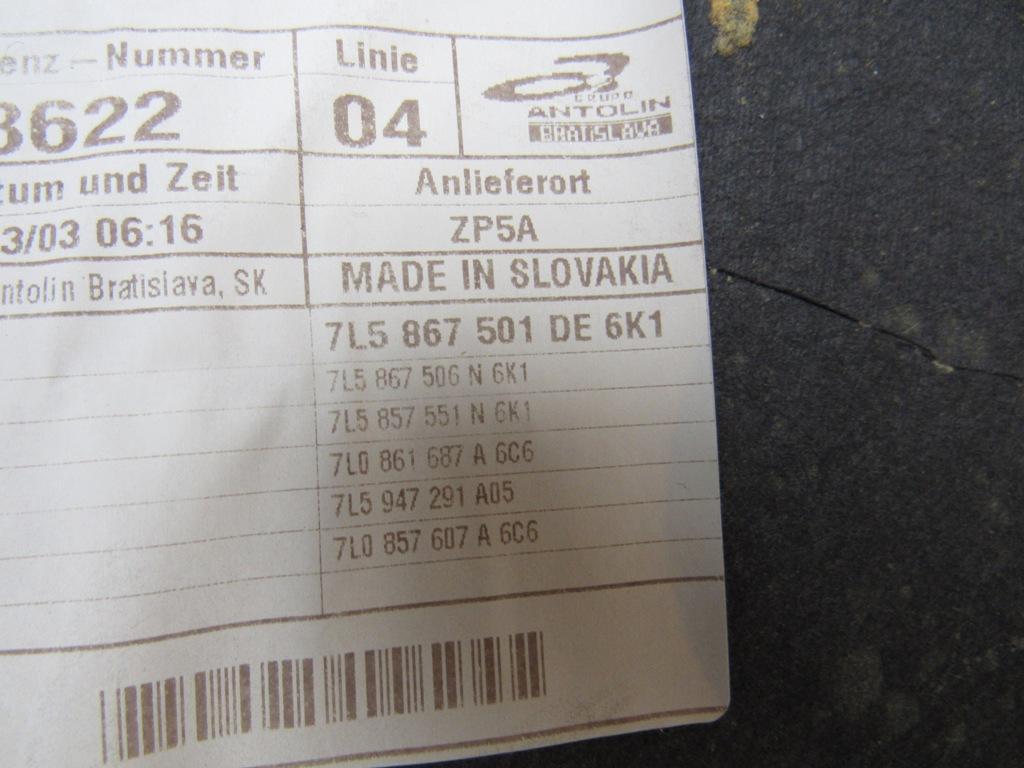 enz-Nummer Linie
3622 04 GRUPO ANTOLIN BRATISLAVA
tum und Zeit Anlieferort
3/03 06:16 ZP5A
ntolin Bratislava, SK MADE IN SLOVAKIA
7L5 867 501 DE 6K1
7L5 867 506 N 6K1
7L5 857 551 N 6K1
7L0 861 687 A 6C6
7L5 947 291 A05
7L0 857 607 A 6C6